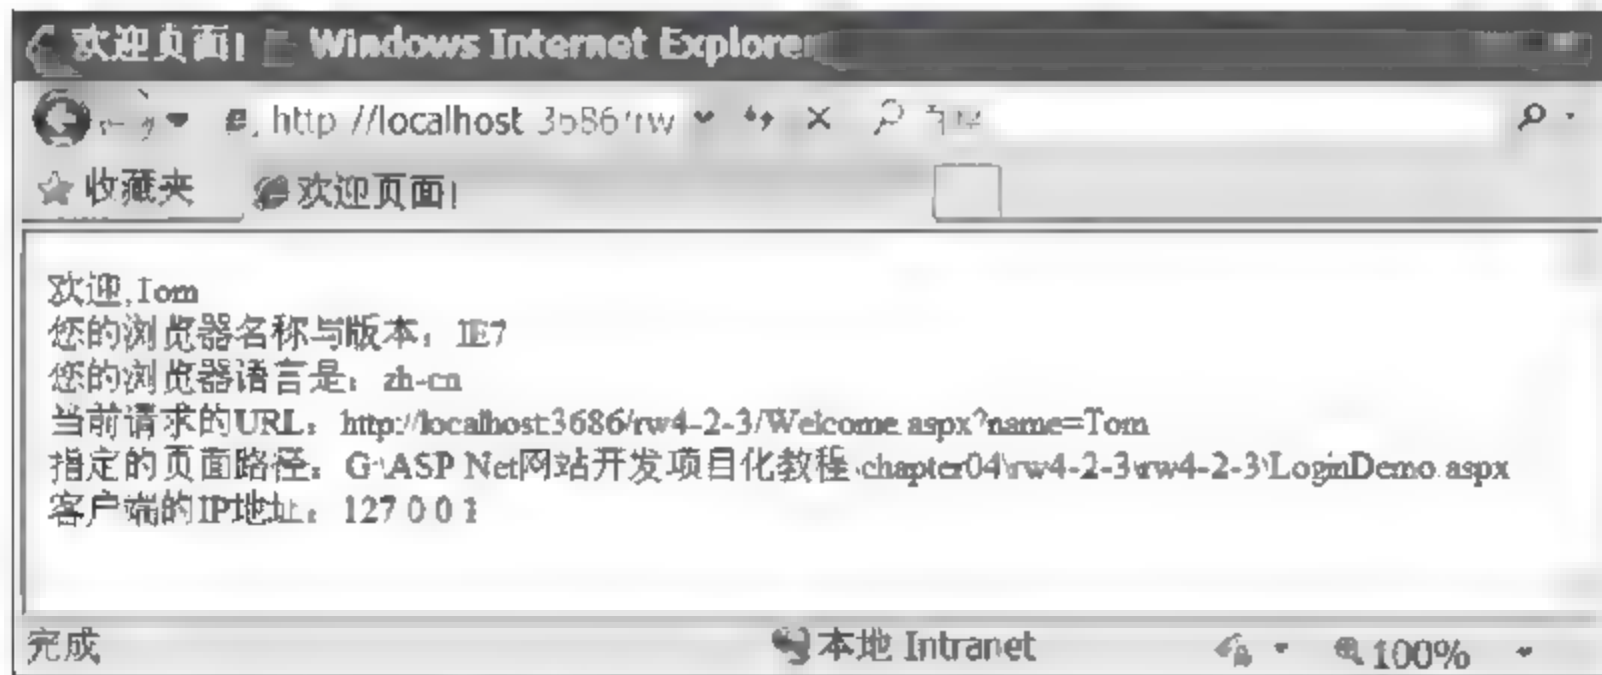 欢迎页面! Windows Internet Explorer
http //localhost 3686/rw
收藏夹 欢迎页面!
欢迎,Tom
您的浏览器名称与版本：IE7
您的浏览器语言是：zh-cn
当前请求的URL：http://localhost:3686/rw4-2-3/Welcome.aspx?name=Tom
指定的页面路径：G:\ASP Net网站开发项目化教程\chapter04\rw4-2-3\rw4-2-3\LoginDemo.aspx
客户端的IP地址：127 0 0 1
完成 本地 Intranet 100%